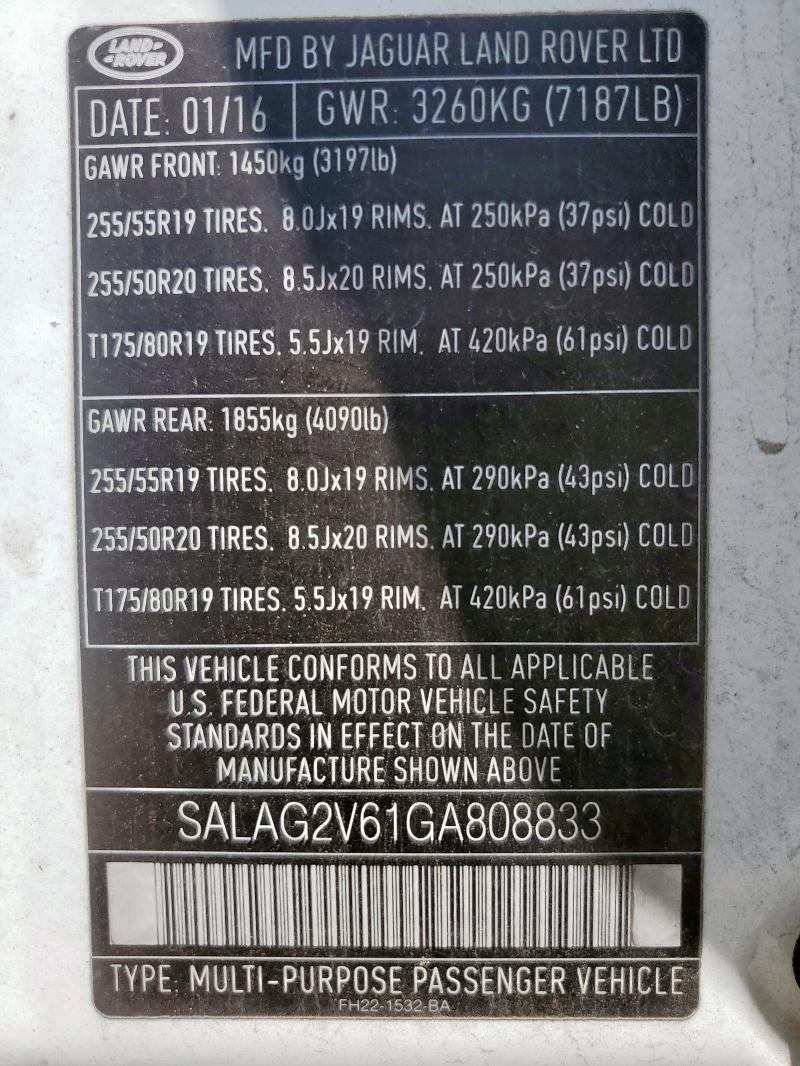 LAND ROVER
MFD BY JAGUAR LAND ROVER LTD
DATE: 01/16 GWR: 3260KG (7187LB)
GAWR FRONT: 1450kg (3197lb)
255/55R19 TIRES. 8.0Jx19 RIMS. AT 250kPa (37psi) COLD
255/50R20 TIRES. 8.5Jx20 RIMS. AT 250kPa (37psi) COLD
T175/80R19 TIRES. 5.5Jx19 RIM. AT 420kPa (61psi) COLD
GAWR REAR: 1855kg (4090lb)
255/55R19 TIRES. 8.0Jx19 RIMS. AT 290kPa (43psi) COLD
255/50R20 TIRES. 8.5Jx20 RIMS. AT 290kPa (43psi) COLD
T175/80R19 TIRES. 5.5Jx19 RIM. AT 420kPa (61psi) COLD
THIS VEHICLE CONFORMS TO ALL APPLICABLE
U.S. FEDERAL MOTOR VEHICLE SAFETY
STANDARDS IN EFFECT ON THE DATE OF
MANUFACTURE SHOWN ABOVE
SALAG2V61GA808833
TYPE: MULTI-PURPOSE PASSENGER VEHICLE
FH22-1532-BA